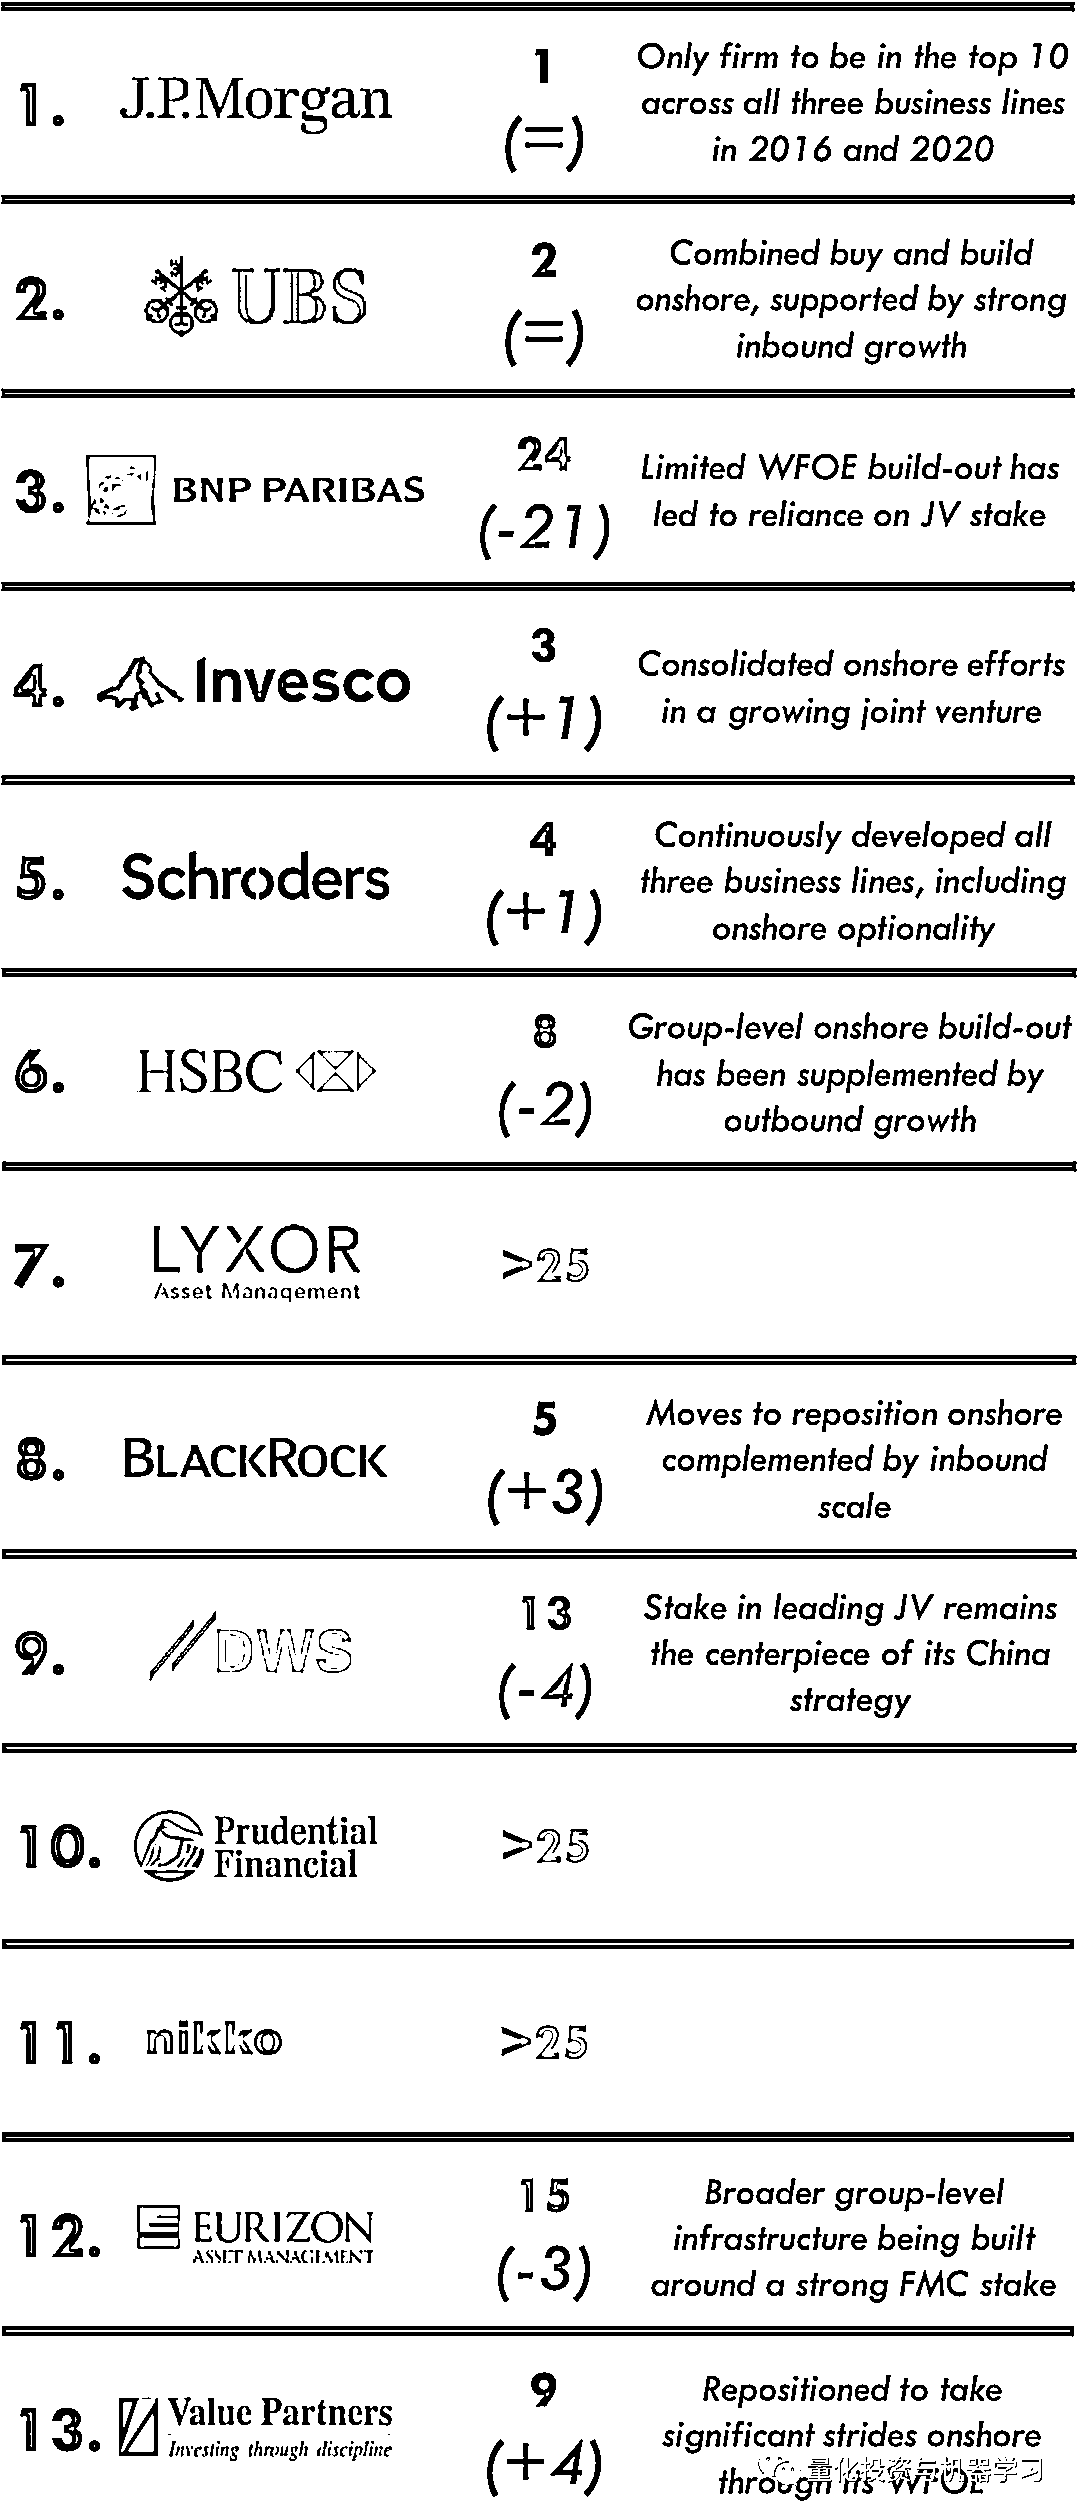 1.
J.P.Morgan
1
(=)
Only firm to be in the top 10
across all three business lines
in 2016 and 2020
2.
UBS
2
(=)
Combined buy and build
onshore, supported by strong
inbound growth
3.
BNP PARIBAS
24
(-21)
Limited WFOE build-out has
led to reliance on JV stake
4.
Invesco
3
(+1)
Consolidated onshore efforts
in a growing joint venture
5.
Schroders
4
(+1)
Continuously developed all
three business lines, including
onshore optionality
6.
HSBC
8
(-2)
Group-level onshore build-out
has been supplemented by
outbound growth
7.
LYXOR
Asset Management
>25
8.
BLACKROCK
5
(+3)
Moves to reposition onshore
complemented by inbound
scale
9.
DWS
13
(-4)
Stake in leading JV remains
the centerpiece of its China
strategy
10.
Prudential
Financial
>25
11.
nikko
>25
12.
EURIZON
ASSET MANAGEMENT
15
(-3)
Broader group-level
infrastructure being built
around a strong FMC stake
13.
Value Partners
Investing through discipline
9
(+4)
Repositioned to take
significant strides onshore
through its WFOE
量化投资与机器学习